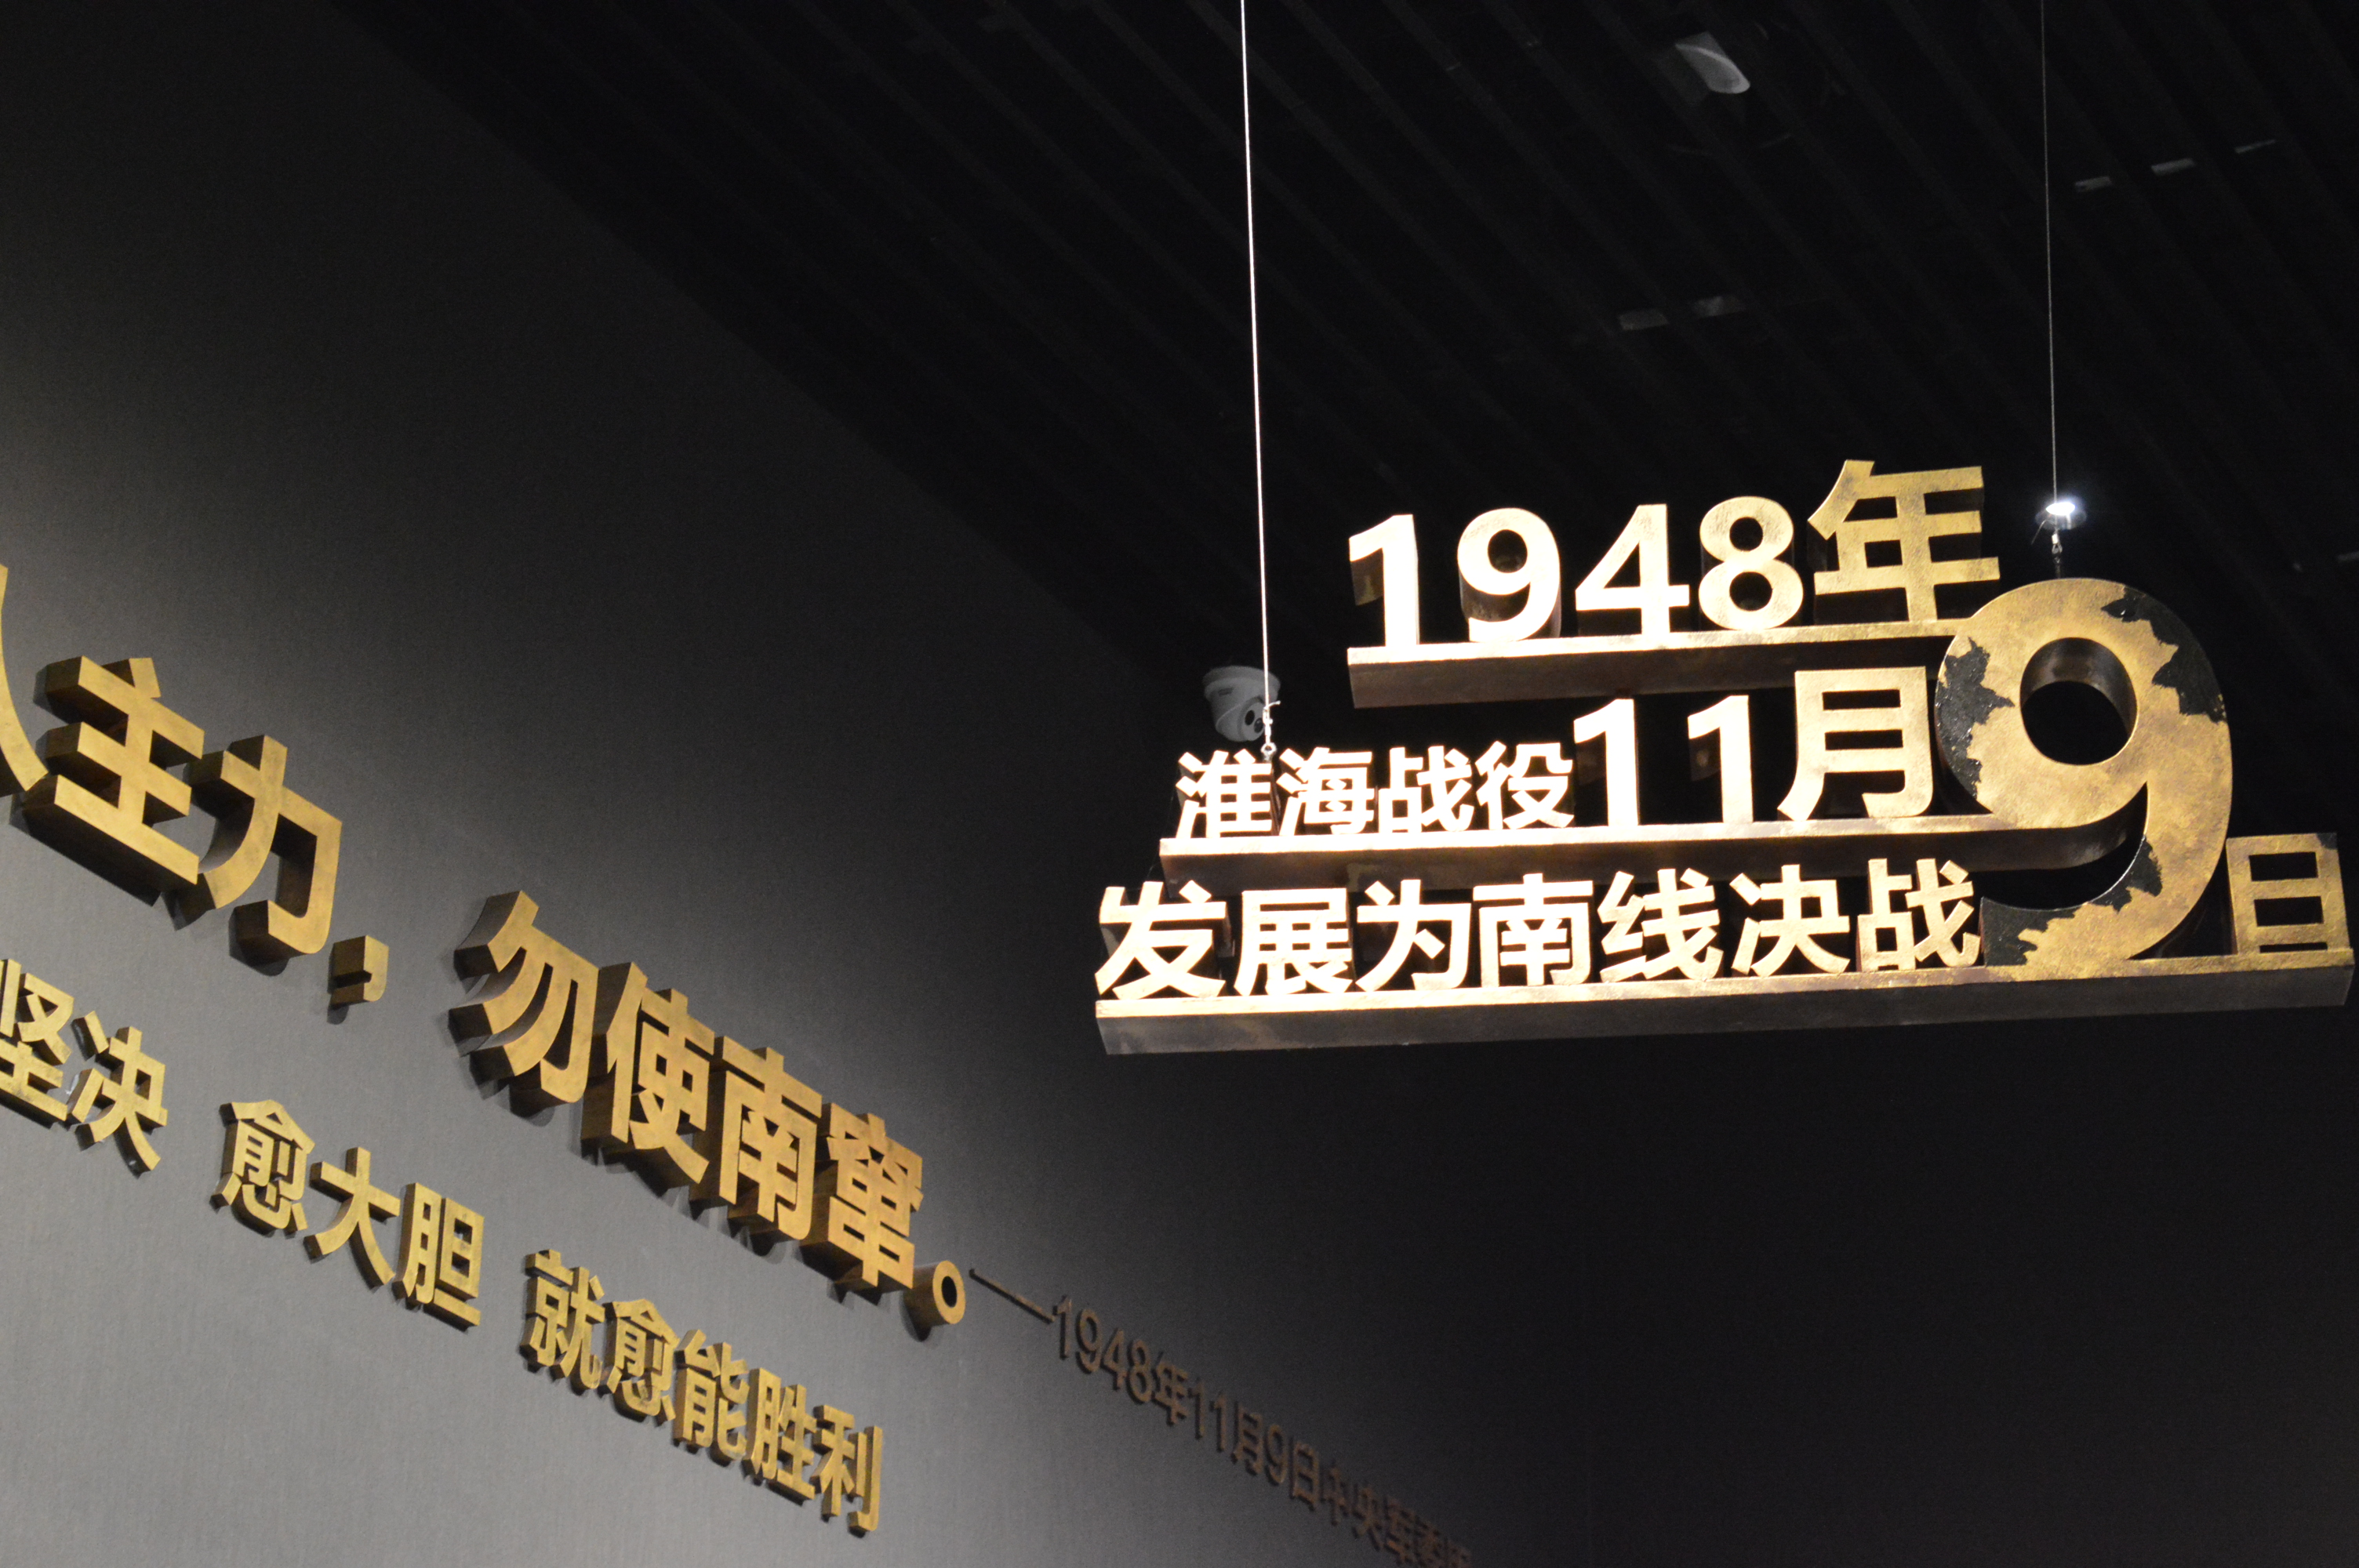 主力，勿使南窜。——1948年11月9日中央军委
坚决 愈大胆 就愈能胜利
1948年
淮海战役11月9日
发展为南线决战